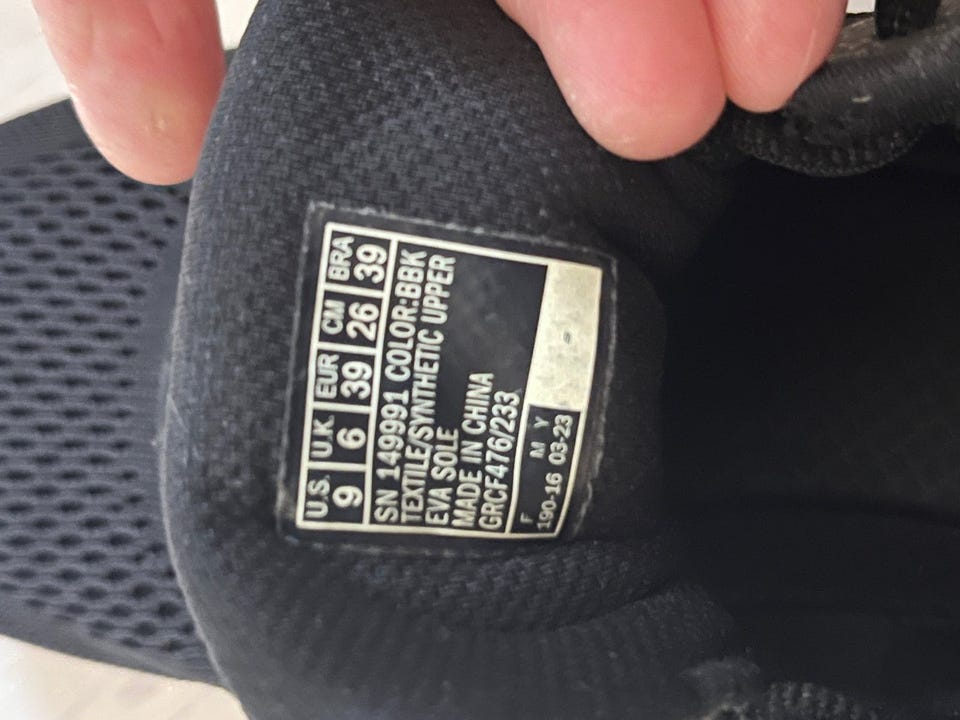 U.S. U.K. EUR CM BRA
9 6 39 26 39
SN 149991 COLOR:BBK
TEXTILE/SYNTHETIC UPPER
EVA SOLE
MADE IN CHINA
GRCF476/233
F M Y
190-16 03-23